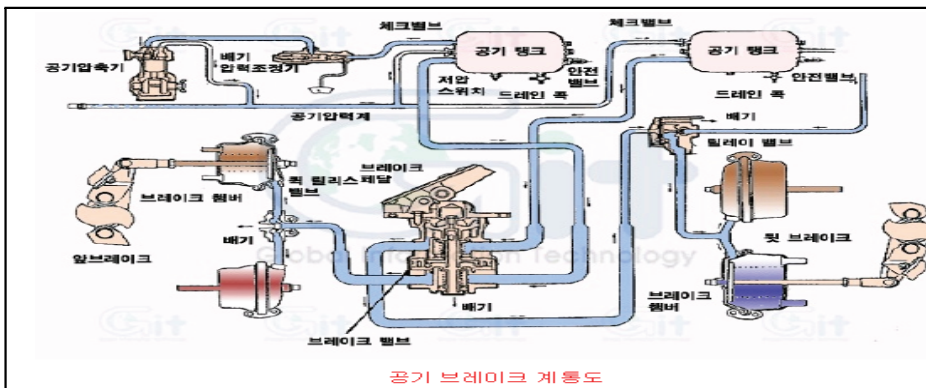 체크밸브
체크밸브
공기압축기
배기
압력조정기
공기 탱크
공기 탱크
저압
스위치
안전
밸브
드레인 콕
안전밸브
드레인 콕
공기압력계
배기
릴레이 밸브
브레이크
페달
퀵 릴리스
밸브
브레이크 챔버
배기
앞브레이크
뒷 브레이크
브레이크
챔버
배기
브레이크 밸브
Git
Global Information Technology
공기 브레이크 계통도